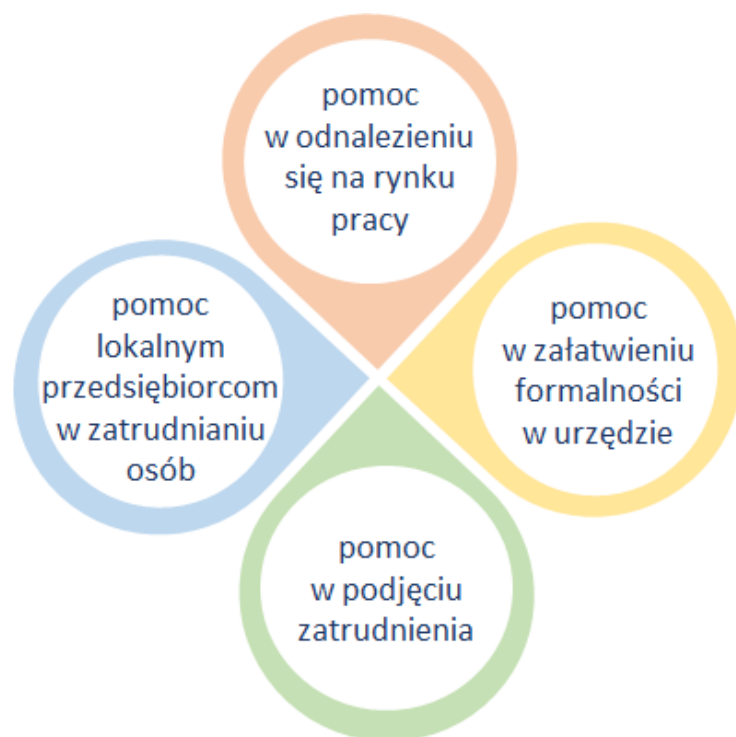 pomoc
w odnalezieniu
się na rynku
pracy
pomoc
lokalnym
przedsiębiorcom
w zatrudnianiu
osób
pomoc
w załatwieniu
formalności
w urzędzie
pomoc
w podjęciu
zatrudnienia